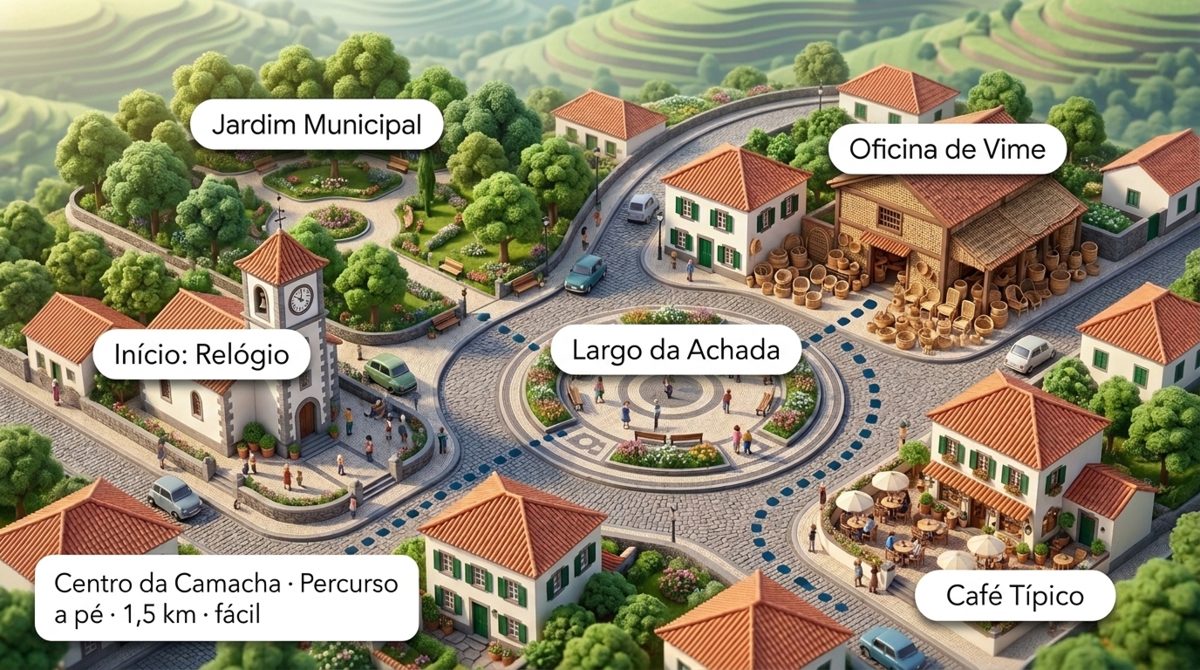 Jardim Municipal
Oficina de Vime
Início: Relógio
Largo da Achada
Centro da Camacha · Percurso
a pé · 1,5 km · fácil
Café Típico